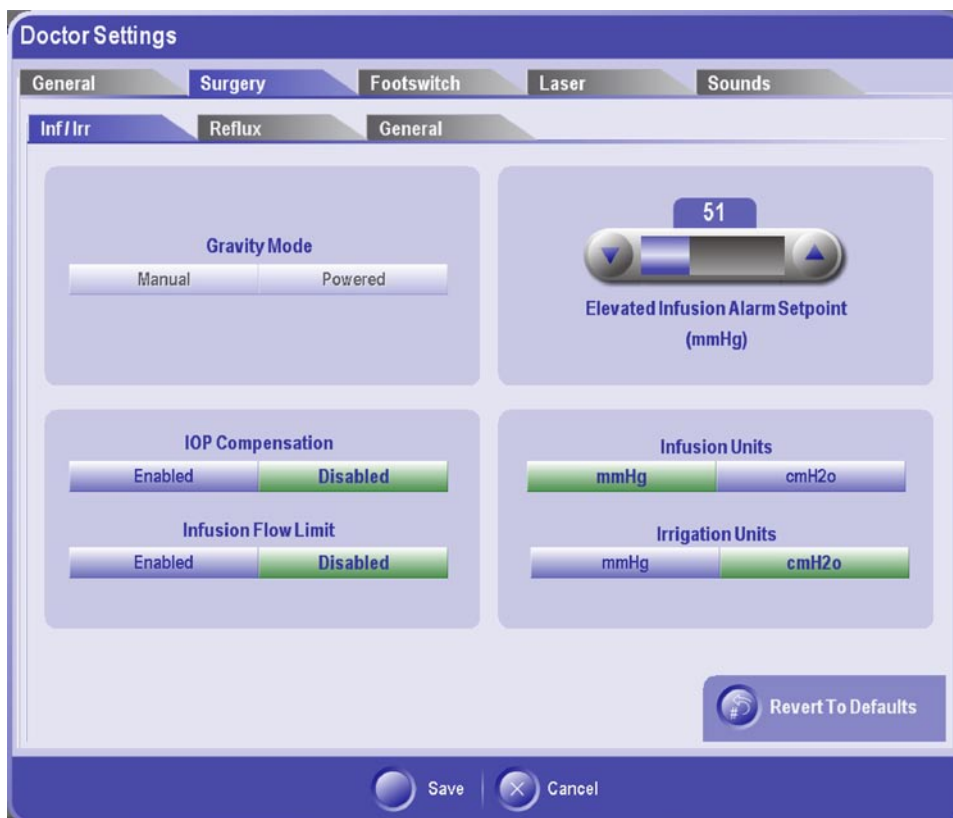 Doctor Settings
General Surgery Footswitch Laser Sounds
Inf / Irr Reflux General
Gravity Mode
Manual Powered
51
Elevated Infusion Alarm Setpoint
(mmHg)
IOP Compensation
Enabled Disabled
Infusion Flow Limit
Enabled Disabled
Infusion Units
mmHg cmH2o
Irrigation Units
mmHg cmH2o
# Revert To Defaults
Save Cancel